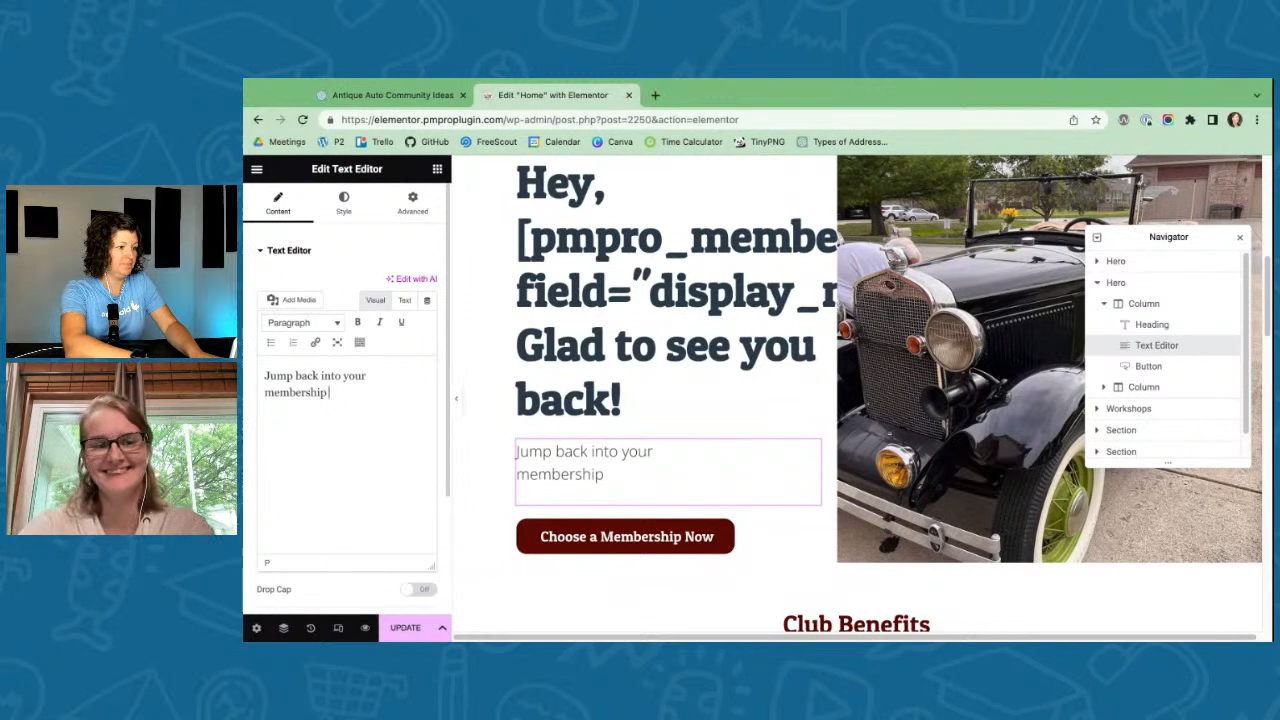 Antique Auto Community Ideas
Edit "Home" with Elementor
https://elementor.pmproplugin.com/wp-admin/post.php?post=2250&action=elementor
Meetings
P2
Trello
GitHub
FreeScout
Calendar
Canva
Time Calculator
TinyPNG
Types of Address...
Edit Text Editor
Content
Style
Advanced
Text Editor
Edit with AI
Add Media
Visual
Text
Paragraph
B
I
U
Jump back into your
membership
P
Drop Cap
Off
UPDATE
Hey,
[pmpro_membe
field="display_n
Glad to see you
back!
Jump back into your
membership
Choose a Membership Now
Club Benefits
Navigator
Hero
Hero
Column
Heading
Text Editor
Button
Column
Workshops
Section
Section